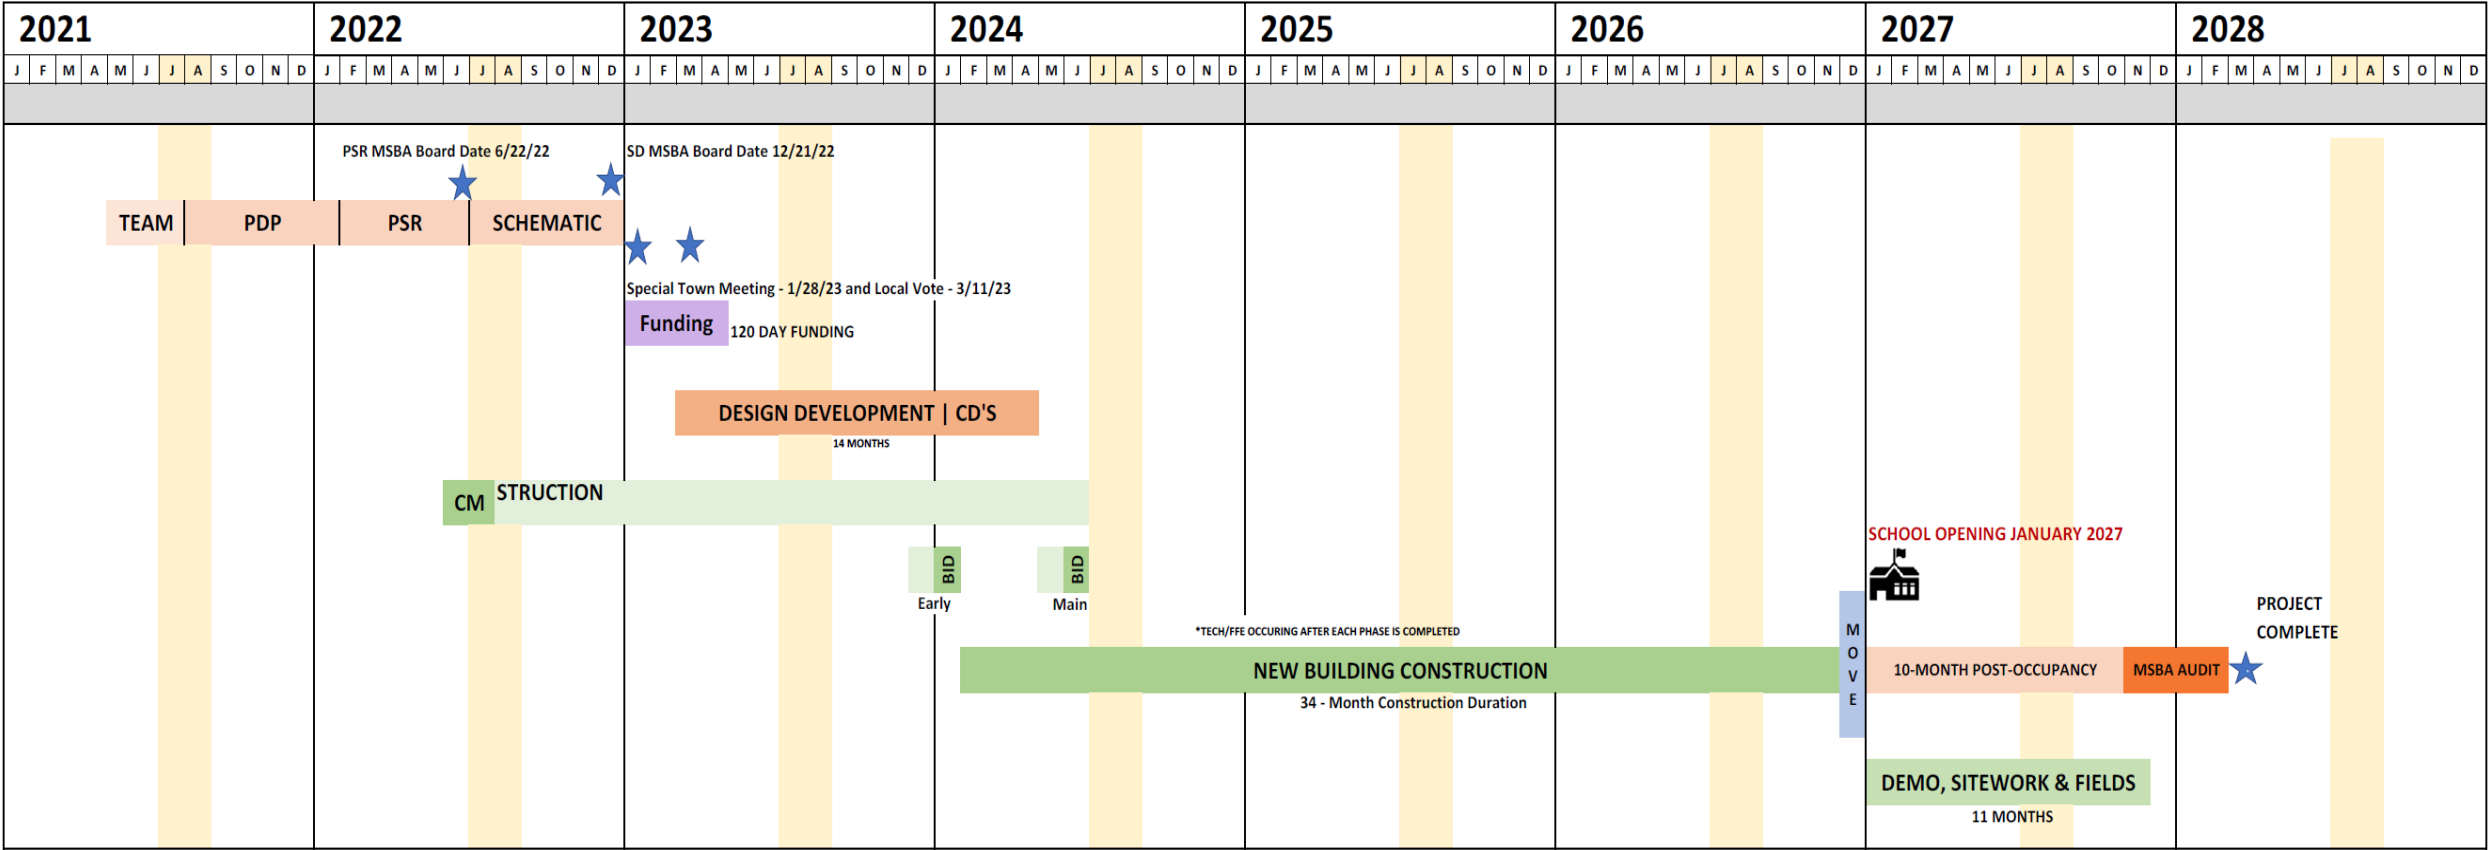 2021 2022 2023 2024 2025 2026 2027 2028
J F M A M J J A S O N D J F M A M J J A S O N D J F M A M J J A S O N D J F M A M J J A S O N D J F M A M J J A S O N D J F M A M J J A S O N D J F M A M J J A S O N D J F M A M J J A S O N D
PSR MSBA Board Date 6/22/22
SD MSBA Board Date 12/21/22
TEAM PDP PSR SCHEMATIC
Special Town Meeting - 1/28/23 and Local Vote - 3/11/23
Funding 120 DAY FUNDING
DESIGN DEVELOPMENT | CD'S
14 MONTHS
CM STRUCTION
BID
Early
BID
Main
SCHOOL OPENING JANUARY 2027
*TECH/FFE OCCURING AFTER EACH PHASE IS COMPLETED
NEW BUILDING CONSTRUCTION
34 - Month Construction Duration
MOVE
10-MONTH POST-OCCUPANCY
MSBA AUDIT
PROJECT
COMPLETE
DEMO, SITEWORK & FIELDS
11 MONTHS